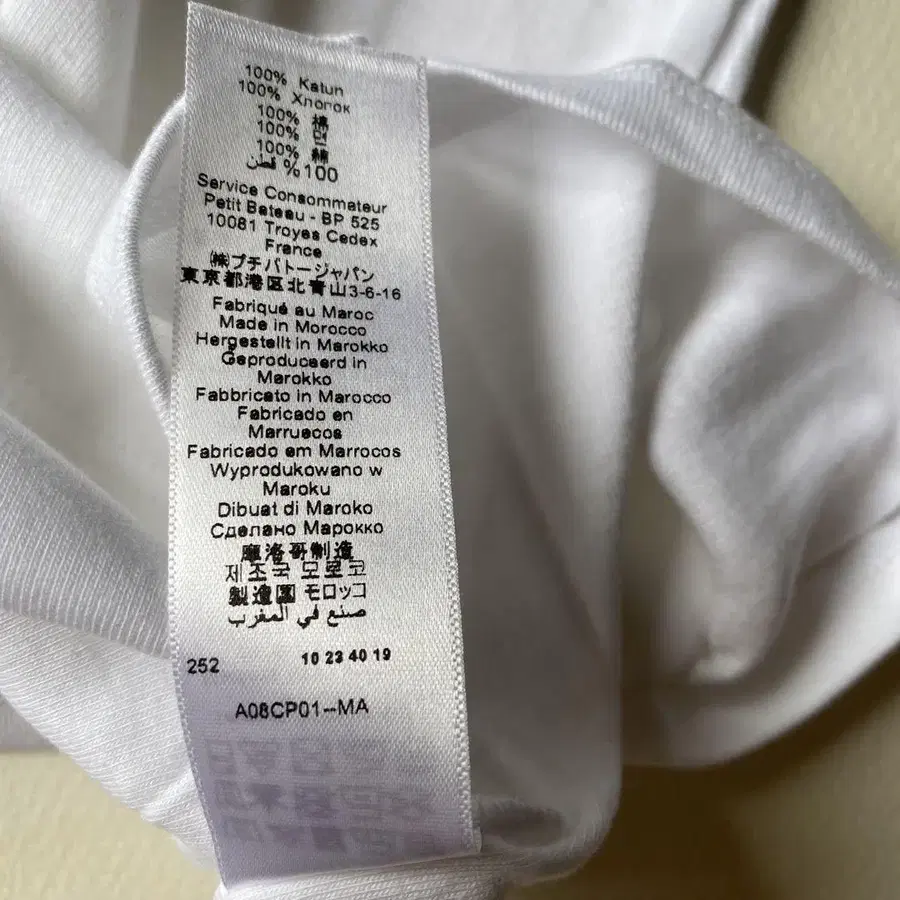 100% Katun
100% Хлопок
100% 棉
100% 면
100% 綿
100% قطن
Service Consommateur
Petit Bateau - BP 525
10081 Troyes Cedex
France
㈱プチバトージャパン
東京都港区北青山3-6-16
Fabriqué au Maroc
Made in Morocco
Hergestellt in Marokko
Geproduceerd in
Marokko
Fabbricato in Marocco
Fabricado en
Marruecos
Fabricado em Marrocos
Wyprodukowano w
Maroku
Dibuat di Maroko
Сделано Марокко
摩洛哥制造
제조국 모로코
製造國 モロッコ
صنع في المغرب
252 10 23 40 19
A08CP01--MA